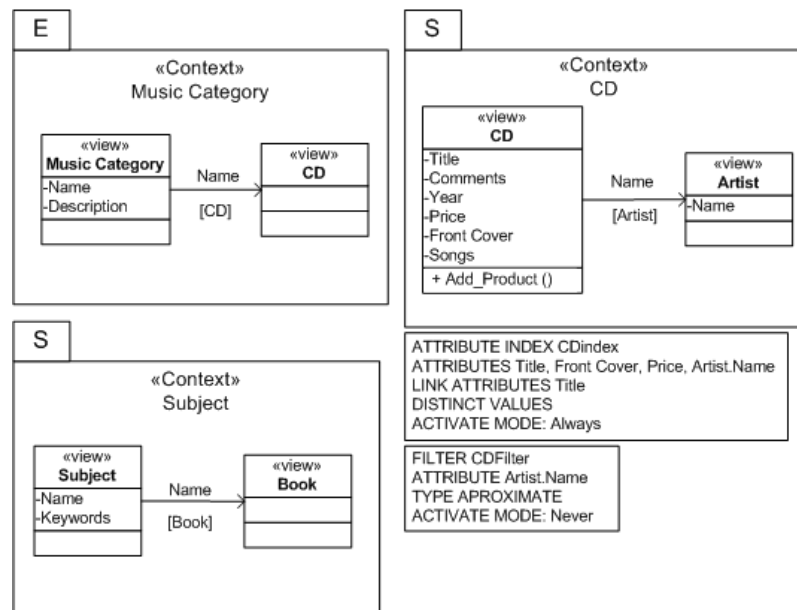 E
«Context»
Music Category
«view»
Music Category
-Name
-Description
Name
[CD]
«view»
CD
S
«Context»
CD
«view»
CD
-Title
-Comments
-Year
-Price
-Front Cover
-Songs
+ Add_Product ()
Name
[Artist]
«view»
Artist
-Name
S
«Context»
Subject
«view»
Subject
-Name
-Keywords
Name
[Book]
«view»
Book
ATTRIBUTE INDEX CDindex
ATTRIBUTES Title, Front Cover, Price, Artist.Name
LINK ATTRIBUTES Title
DISTINCT VALUES
ACTIVATE MODE: Always
FILTER CDFilter
ATTRIBUTE Artist.Name
TYPE APROXIMATE
ACTIVATE MODE: Never